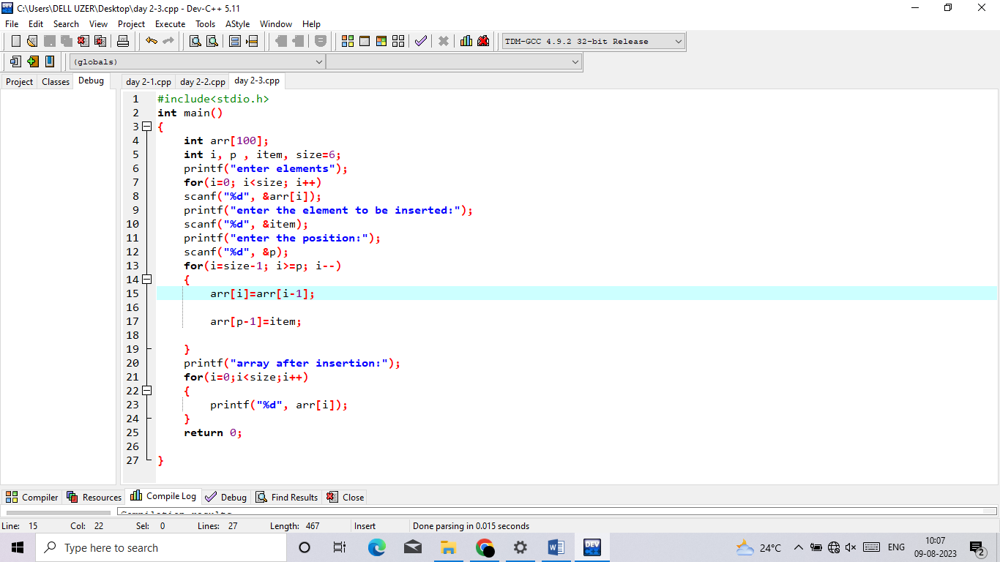 C:\Users\DELL UZER\Desktop\day 2-3.cpp - Dev-C++ 5.11
File Edit Search View Project Execute Tools AStyle Window Help
TDM-GCC 4.9.2 32-bit Release
(globals)
Project Classes Debug day 2-1.cpp day 2-2.cpp day 2-3.cpp
1 #include<stdio.h>
2 int main()
3 {
4 int arr[100];
5 int i, p , item, size=6;
6 printf("enter elements");
7 for(i=0; i<size; i++)
8 scanf("%d", &arr[i]);
9 printf("enter the element to be inserted:");
10 scanf("%d", &item);
11 printf("enter the position:");
12 scanf("%d", &p);
13 for(i=size-1; i>=p; i--)
14 {
15 arr[i]=arr[i-1];
16
17 arr[p-1]=item;
18
19 }
20 printf("array after insertion:");
21 for(i=0;i<size;i++)
22 {
23 printf("%d", arr[i]);
24 }
25 return 0;
26
27 }
Compiler Resources Compile Log Debug Find Results Close
Line: 15 Col: 22 Sel: 0 Lines: 27 Length: 467 Insert Done parsing in 0.015 seconds
Type here to search DEV 24°C ENG 10:07
09-08-2023 2